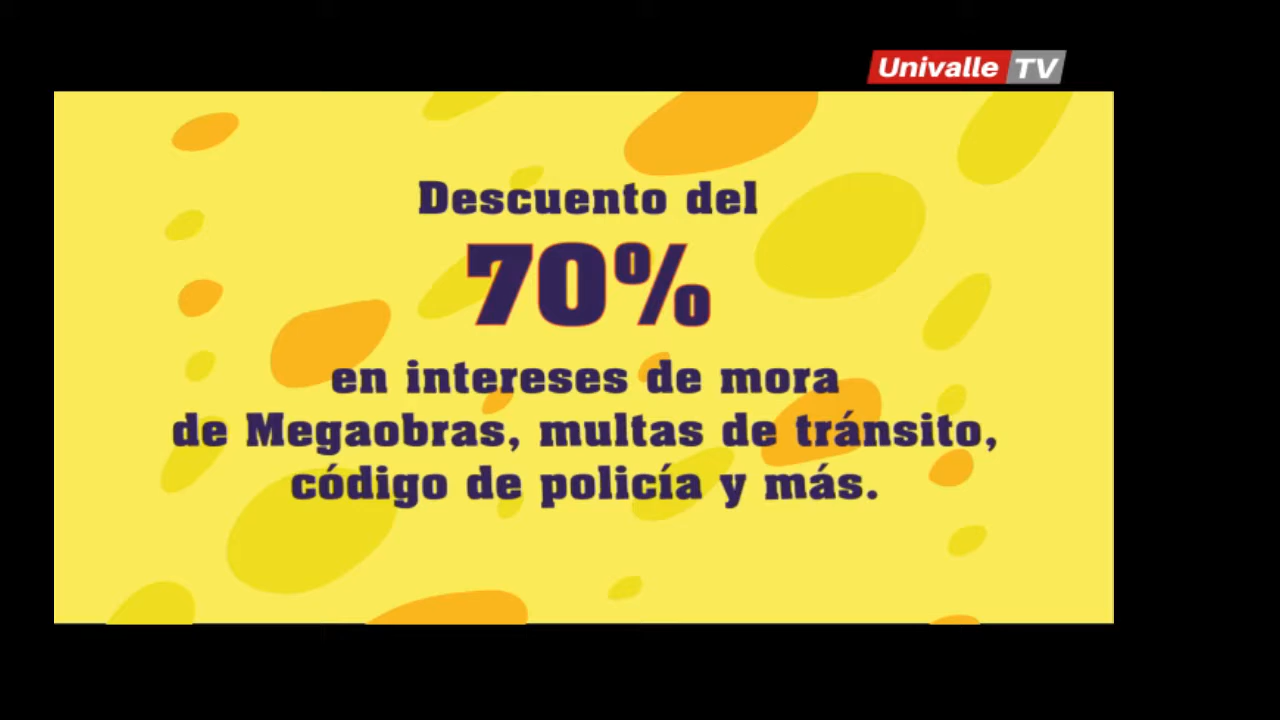 Univalle TV
Descuento del
70%
en intereses de mora
de Megaobras, multas de tránsito,
código de policía y más.